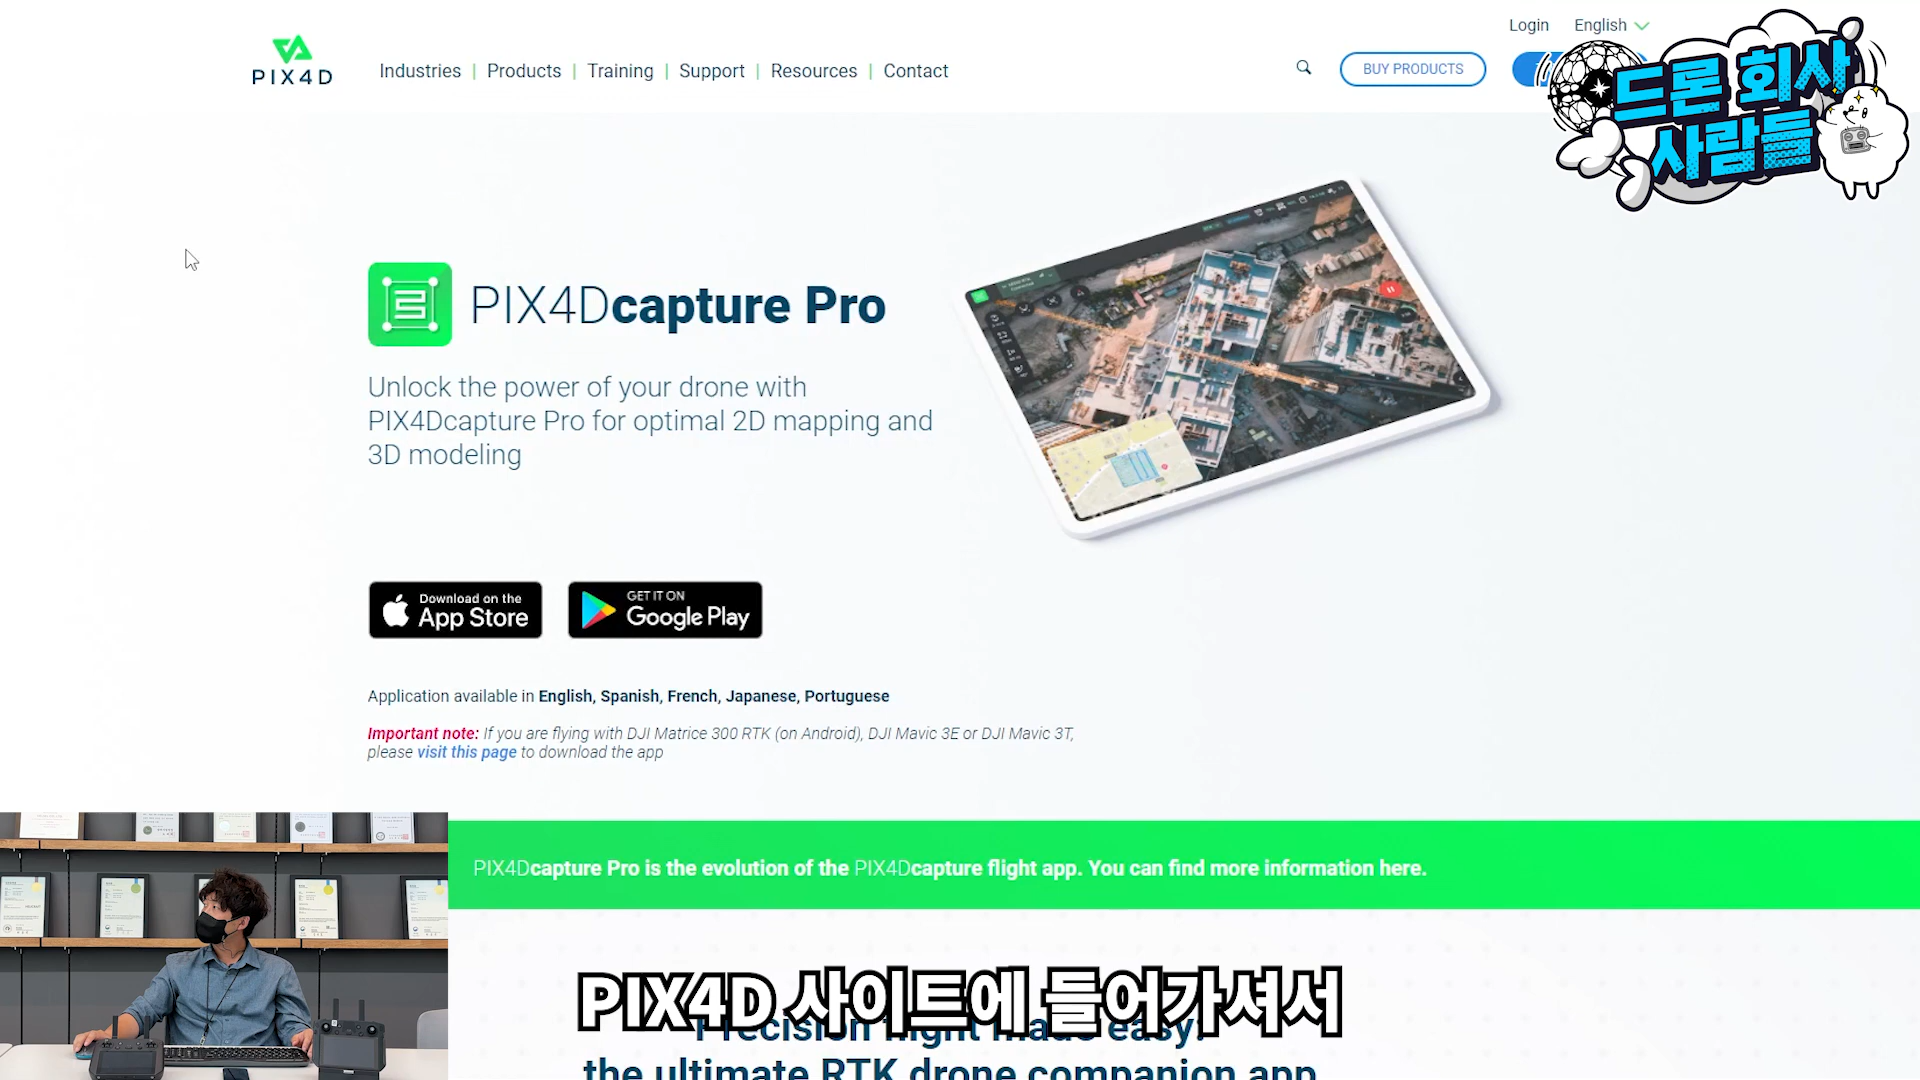 Login English
PIX4D
Industries | Products | Training | Support | Resources | Contact
BUY PRODUCTS
드론 회사
사람들
PIX4Dcapture Pro
Unlock the power of your drone with
PIX4Dcapture Pro for optimal 2D mapping and
3D modeling
Download on the
App Store
GET IT ON
Google Play
Application available in English, Spanish, French, Japanese, Portuguese
Important note: If you are flying with DJI Matrice 300 RTK (on Android), DJI Mavic 3E or DJI Mavic 3T,
please visit this page to download the app
PIX4Dcapture Pro is the evolution of the PIX4Dcapture flight app. You can find more information here.
PIX4D 사이트에 들어가셔서
Precision flight made easy:
the ultimate RTK drone companion app